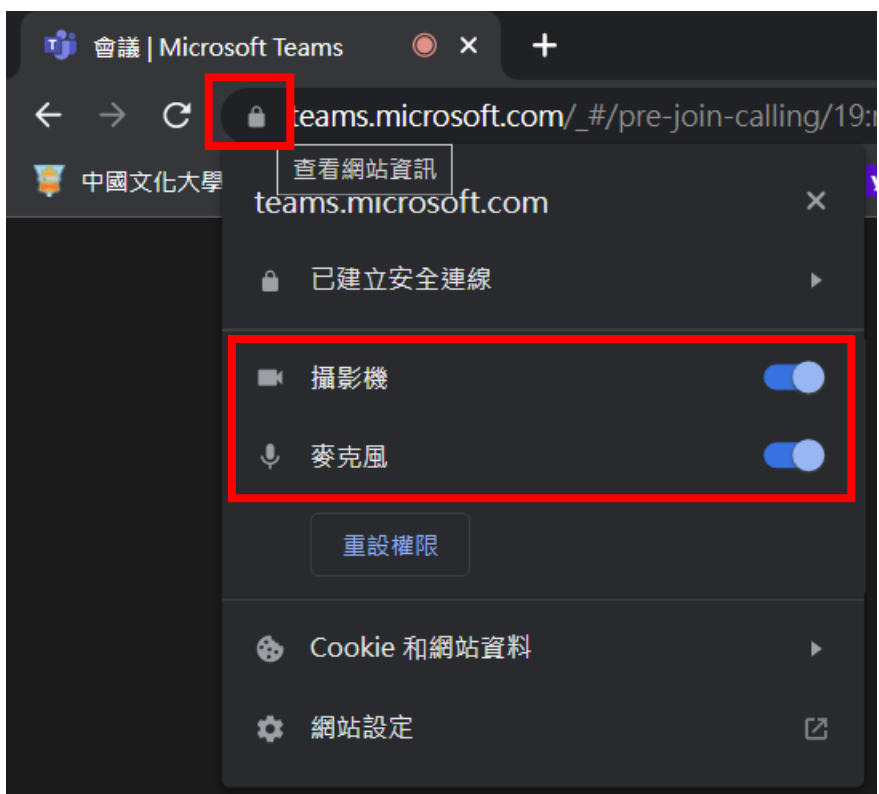 會議 | Microsoft Teams
teams.microsoft.com/_#/pre-join-calling/19:
中國文化大學
查看網站資訊
teams.microsoft.com
已建立安全連線
攝影機
麥克風
重設權限
Cookie 和網站資料
網站設定